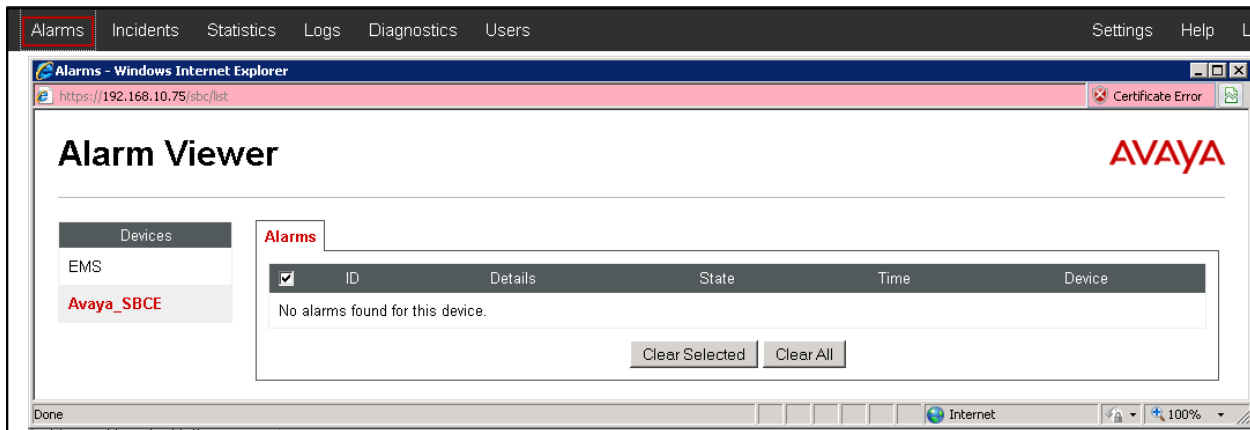 Alarms Incidents Statistics Logs Diagnostics Users Settings Help L
Alarms - Windows Internet Explorer
https://192.168.10.75/sbc/list Certificate Error
Alarm Viewer AVAYA
Devices Alarms
EMS ID Details State Time Device
Avaya_SBCE No alarms found for this device.
Clear Selected Clear All
Done Internet 100%